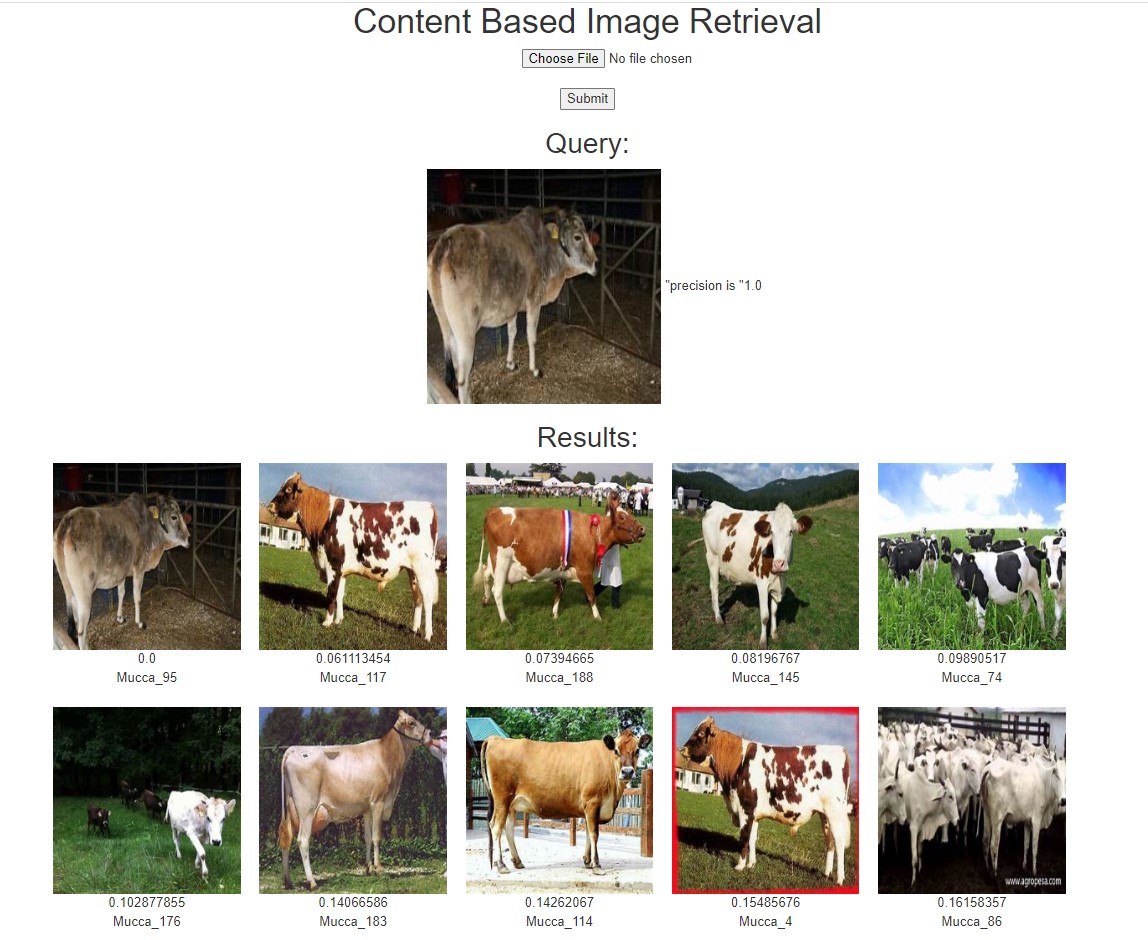 Content Based Image Retrieval
Choose File No file chosen
Submit
Query:
"precision is "1.0
Results:
0.0 0.061113454 0.07394665 0.08196767 0.09890517
Mucca_95 Mucca_117 Mucca_188 Mucca_145 Mucca_74
www.agropesa.com
0.102877855 0.14066586 0.14262067 0.15485676 0.16158357
Mucca_176 Mucca_183 Mucca_114 Mucca_4 Mucca_86